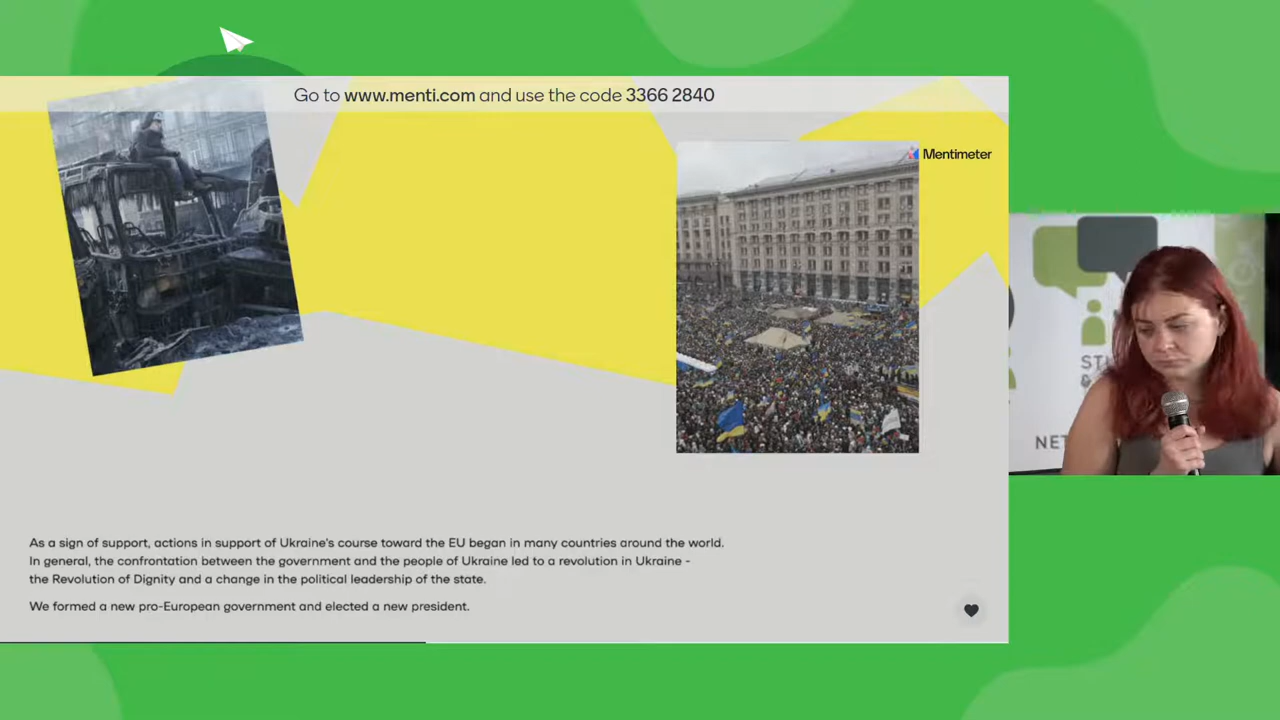 Go to www.menti.com and use the code 3366 2840
Mentimeter
As a sign of support, actions in support of Ukraine's course toward the EU began in many countries around the world.
In general, the confrontation between the government and the people of Ukraine led to a revolution in Ukraine -
the Revolution of Dignity and a change in the political leadership of the state.
We formed a new pro-European government and elected a new president.
STU
&
NET